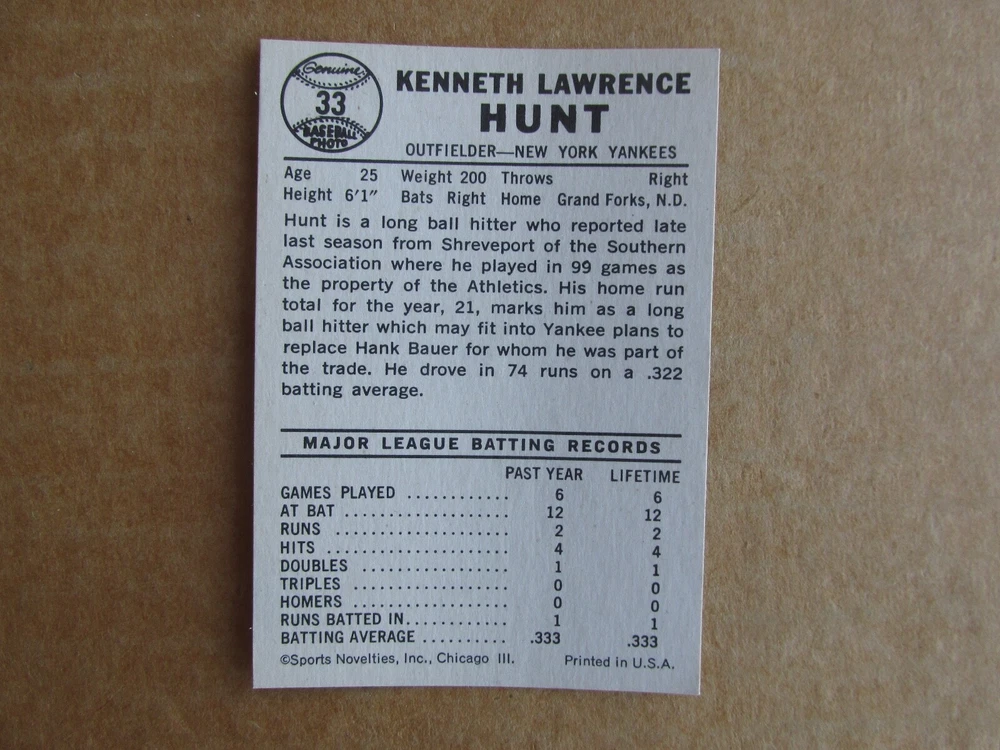 Genuine
33
BASEBALL
PHOTO
KENNETH LAWRENCE
HUNT
OUTFIELDER—NEW YORK YANKEES
Age 25 Weight 200 Throws Right
Height 6'1" Bats Right Home Grand Forks, N.D.
Hunt is a long ball hitter who reported late
last season from Shreveport of the Southern
Association where he played in 99 games as
the property of the Athletics. His home run
total for the year, 21, marks him as a long
ball hitter which may fit into Yankee plans to
replace Hank Bauer for whom he was part of
the trade. He drove in 74 runs on a .322
batting average.
MAJOR LEAGUE BATTING RECORDS
PAST YEAR LIFETIME
GAMES PLAYED ............ 6 6
AT BAT .................... 12 12
RUNS ..................... 2 2
HITS ...................... 4 4
DOUBLES .................. 1 1
TRIPLES ................... 0 0
HOMERS ................... 0 0
RUNS BATTED IN............ 1 1
BATTING AVERAGE .......... .333 .333
©Sports Novelties, Inc., Chicago Ill. Printed in U.S.A.